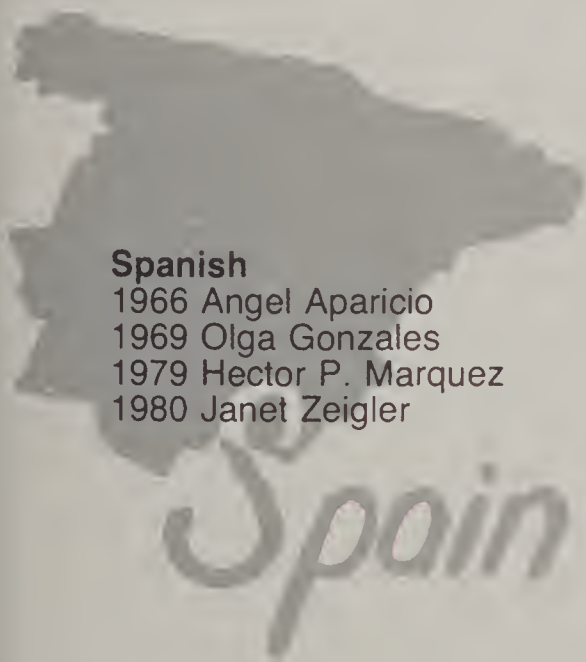 Spanish
1966 Angel Aparicio
1969 Olga Gonzales
1979 Hector P. Marquez
1980 Janet Zeigler
Spain